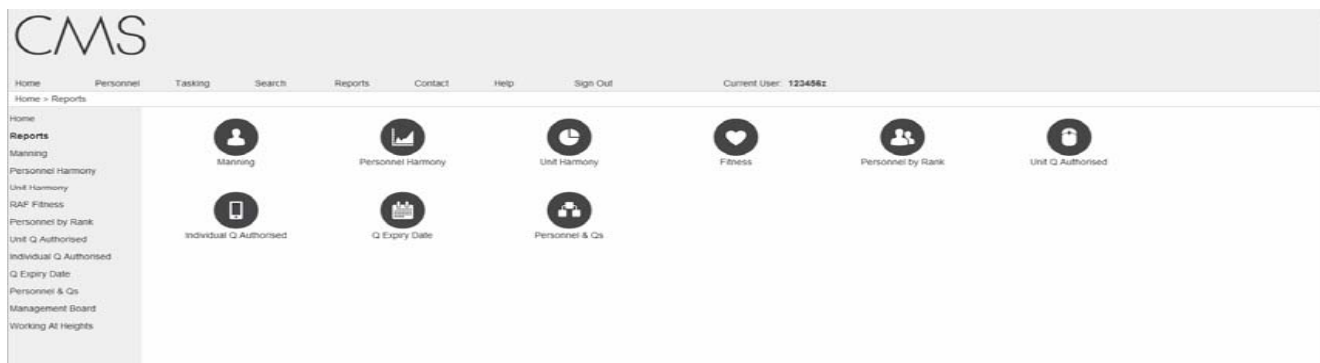 CMS
Home Personnel Tasking Search Reports Contact Help Sign Out Current User: 123456z
Home > Reports
Home
Reports
Manning
Personnel Harmony
Unit Harmony
RAF Fitness
Personnel by Rank
Unit Q Authorised
Individual Q Authorised
Q Expiry Date
Personnel & Qs
Management Board
Working At Heights
Manning Personnel Harmony Unit Harmony Fitness Personnel by Rank Unit Q Authorised
Individual Q Authorised Q Expiry Date Personnel & Qs